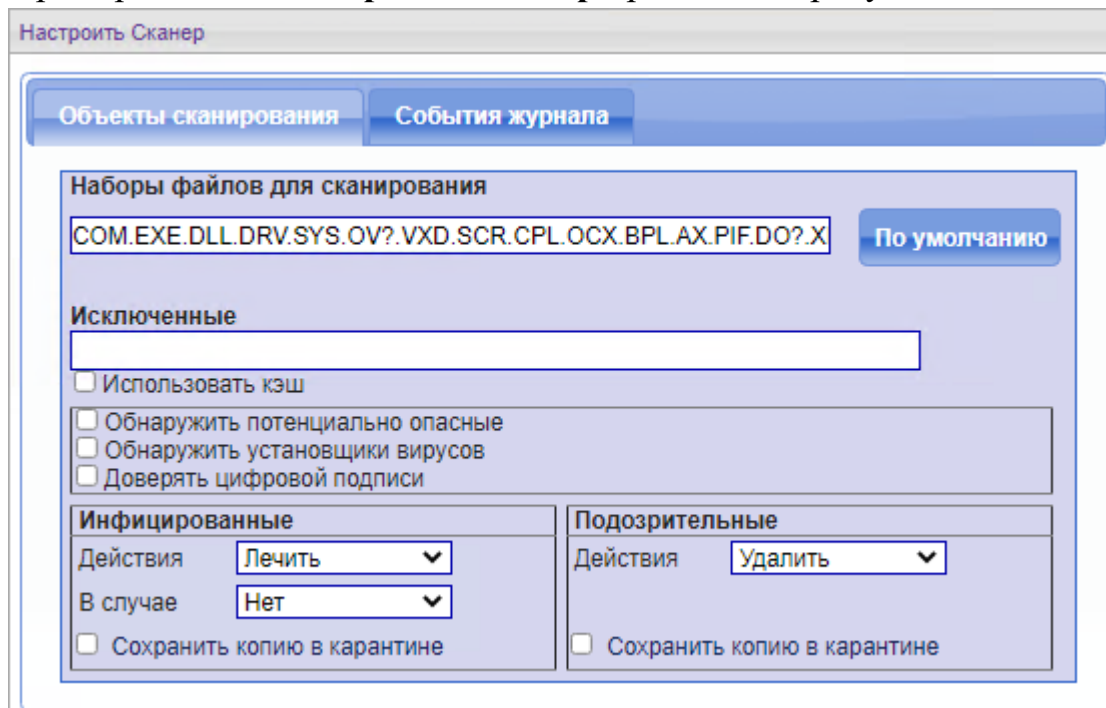 Настроить Сканер
Объекты сканирования События журнала
Наборы файлов для сканирования
COM.EXE.DLL.DRV.SYS.OV?.VXD.SCR.CPL.OCX.BPL.AX.PIF.DO?.X По умолчанию
Исключенные
Использовать кэш
Обнаружить потенциально опасные
Обнаружить установщики вирусов
Доверять цифровой подписи
Инфицированные Подозрительные
Действия Лечить Действия Удалить
В случае Нет
Сохранить копию в карантине Сохранить копию в карантине